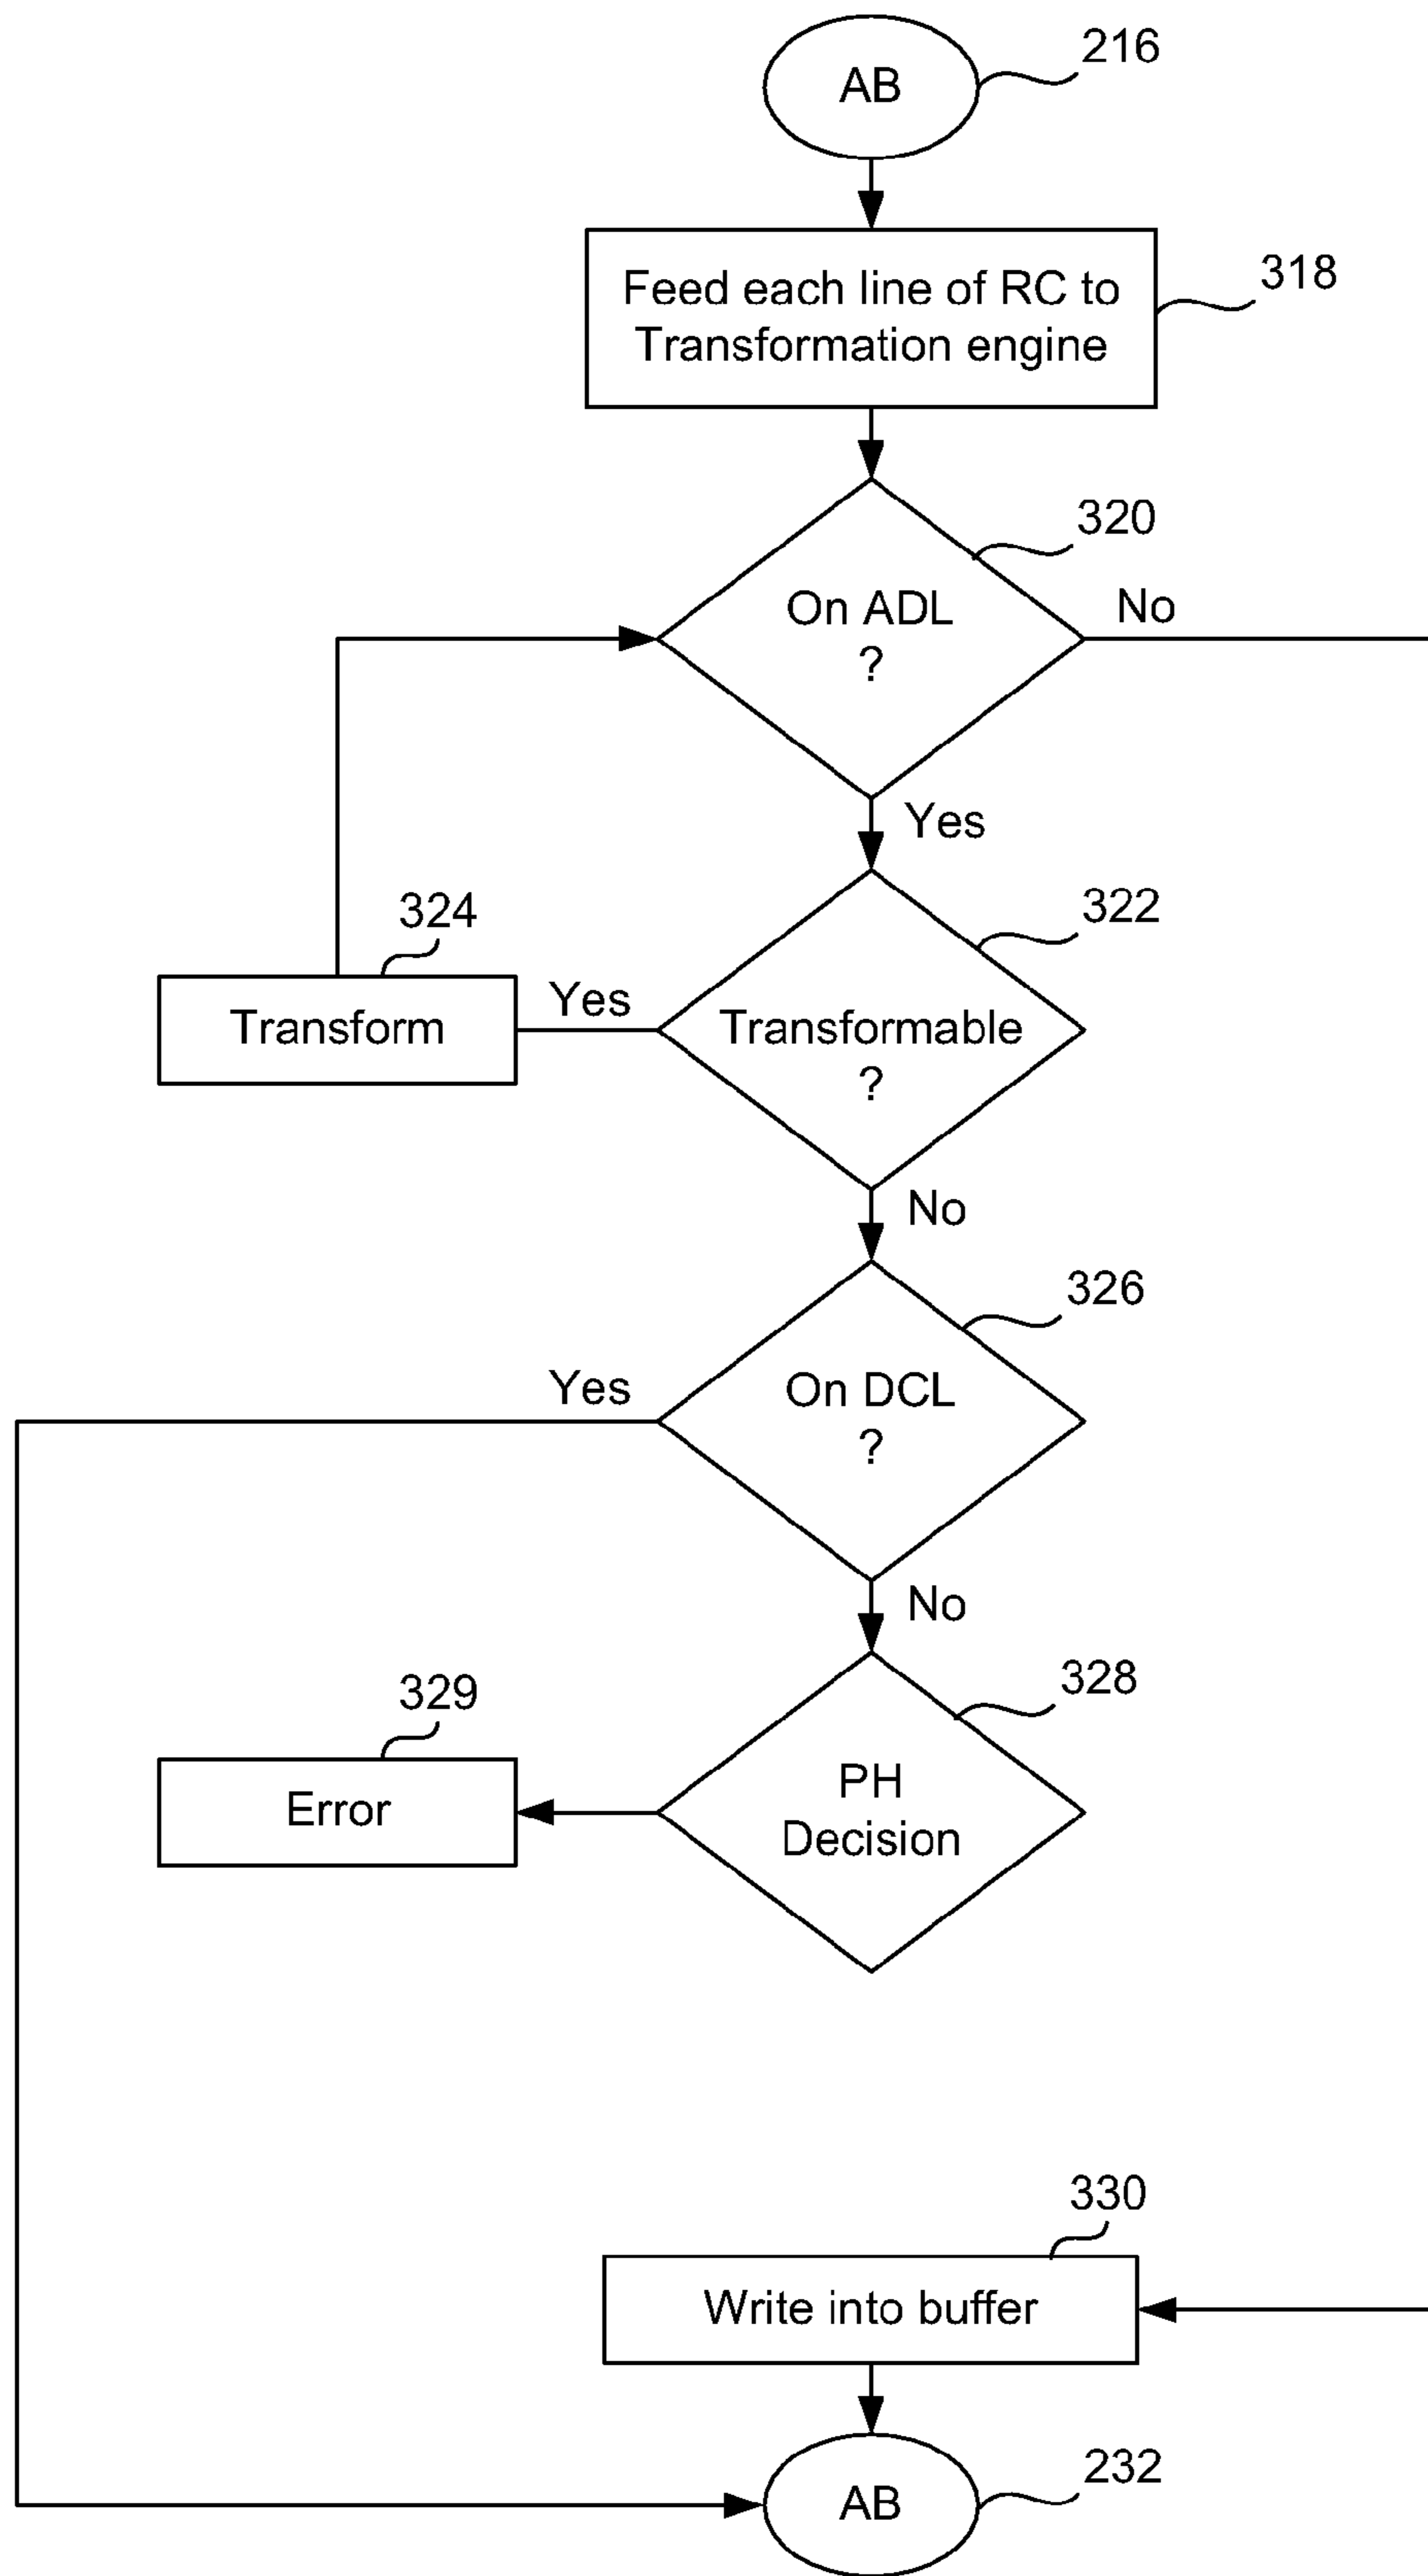 AB
216
Feed each line of RC to
Transformation engine
318
320
On ADL
?
No
Yes
324
322
Transform
Yes
Transformable
?
No
326
Yes
On DCL
?
No
329
328
Error
PH
Decision
330
Write into buffer
AB
232